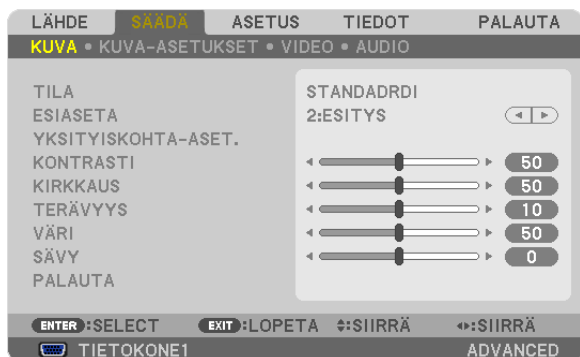 LÄHDE SÄÄDÄ ASETUS TIEDOT PALAUTA
KUVA • KUVA-ASETUKSET • VIDEO • AUDIO
TILA STANDADRDI
ESIASETA 2:ESITYS
YKSITYISKOHTA-ASET.
KONTRASTI 50
KIRKKAUS 50
TERÄVYYS 10
VÄRI 50
SÄVY 0
PALAUTA
ENTER:SELECT EXIT:LOPETA :SIIRRÄ :SIIRRÄ
TIETOKONE1 ADVANCED